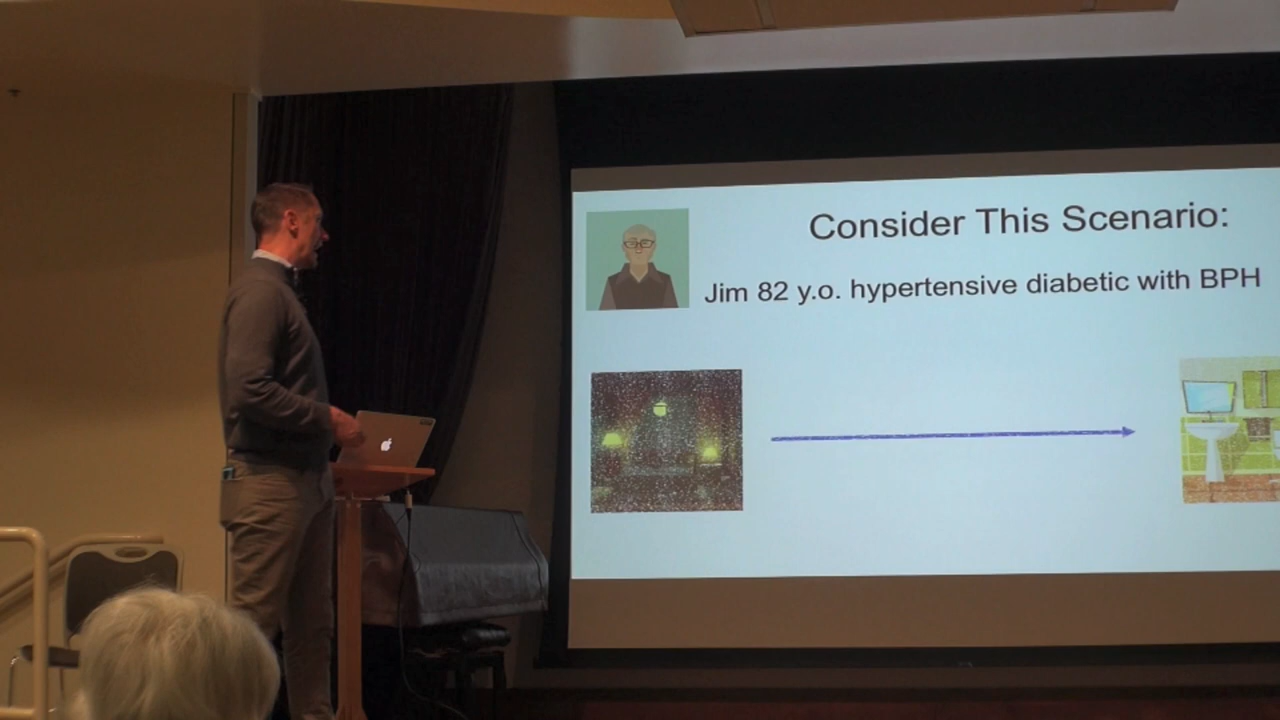 Consider This Scenario:
Jim 82 y.o. hypertensive diabetic with BPH